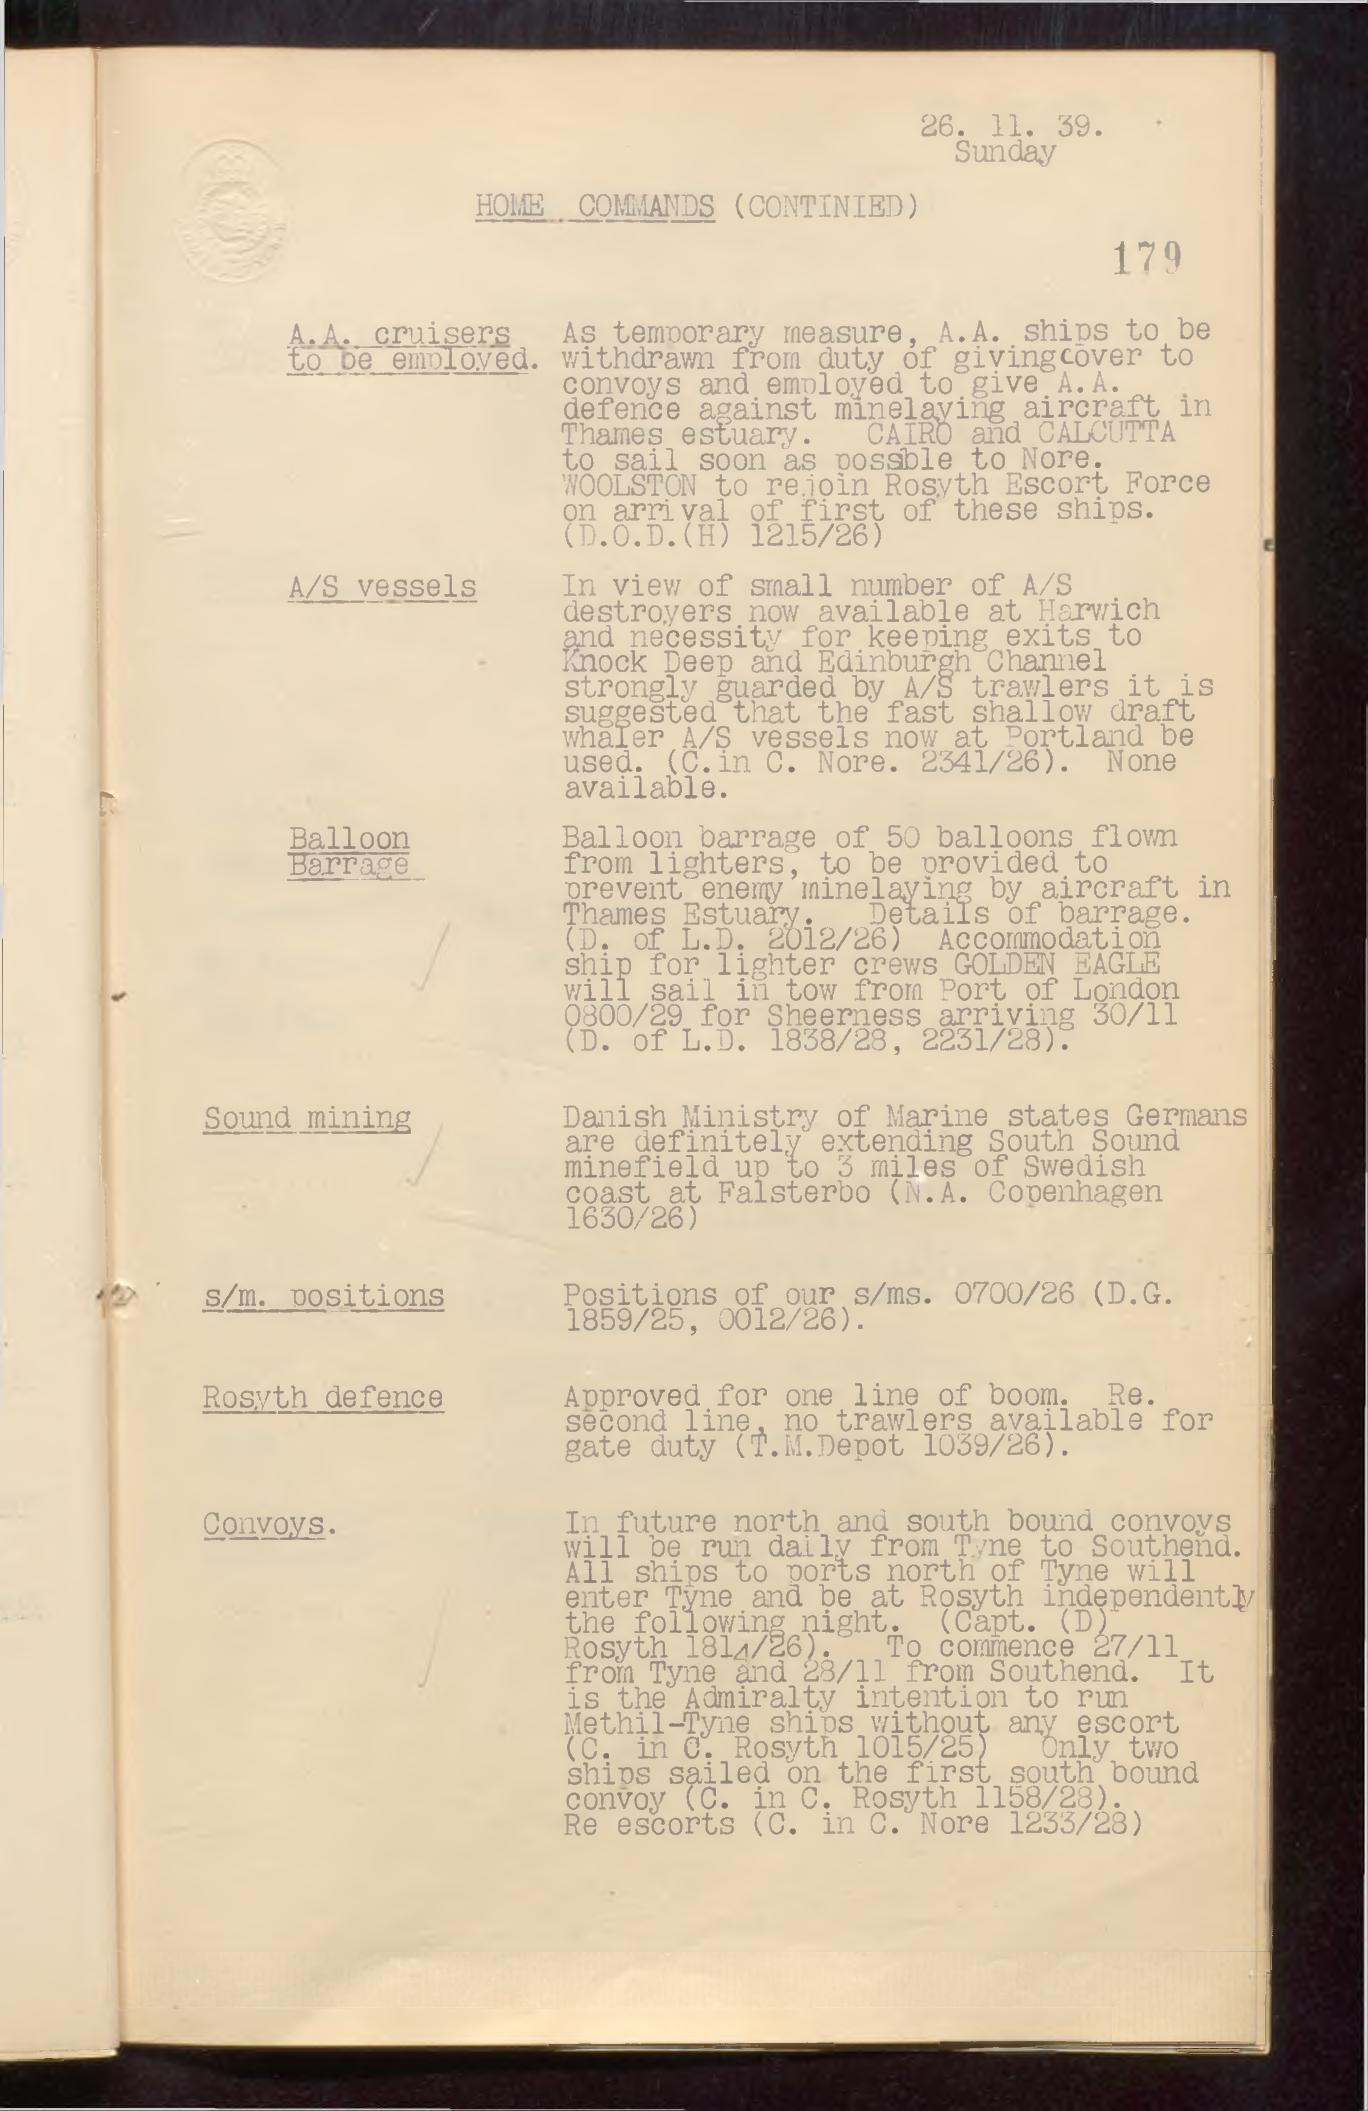 26. 11. 39.
Sunday
HOME COMMANDS (CONTINIED)
179
A.A. cruisers
to be employed.
As temporary measure, A.A. ships to be
withdrawn from duty of givingcover to
convoys and employed to give A.A.
defence against minelaying aircraft in
Thames estuary. CAIRO and CALCUTTA
to sail soon as possible to Nore.
WOOLSTON to rejoin Rosyth Escort Force
on arrival of first of these ships.
(D.O.D.(H) 1215/26)
A/S vessels
In view of small number of A/S
destroyers now available at Harwich
and necessity for keeping exits to
Knock Deep and Edinburgh Channel
strongly guarded by A/S trawlers it is
suggested that the fast shallow draft
whaler A/S vessels now at Portland be
used. (C.in C. Nore. 2341/26). None
available.
Balloon
Barrage
Balloon barrage of 50 balloons flown
from lighters, to be provided to
prevent enemy minelaying by aircraft in
Thames Estuary. Details of barrage.
(D. of L.D. 2012/26) Accommodation
ship for lighter crews GOLDEN EAGLE
will sail in tow from Port of London
0800/29 for Sheerness arriving 30/11
(D. of L.D. 1838/28, 2231/28).
Sound mining
Danish Ministry of Marine states Germans
are definitely extending South Sound
minefield up to 3 miles of Swedish
coast at Falsterbo (N.A. Copenhagen
1630/26)
s/m. positions
Positions of our s/ms. 0700/26 (D.G.
1859/25, 0012/26).
Rosyth defence
Approved for one line of boom. Re.
second line, no trawlers available for
gate duty (T.M.Depot 1039/26).
Convoys.
In future north and south bound convoys
will be run daily from Tyne to Southend.
All ships to ports north of Tyne will
enter Tyne and be at Rosyth independently
the following night. (Capt. (D)
Rosyth 1814/26). To commence 27/11
from Tyne and 28/11 from Southend. It
is the Admiralty intention to run
Methil-Tyne ships without any escort
(C. in C. Rosyth 1015/25) Only two
ships sailed on the first south bound
convoy (C. in C. Rosyth 1158/28).
Re escorts (C. in C. Nore 1233/28)